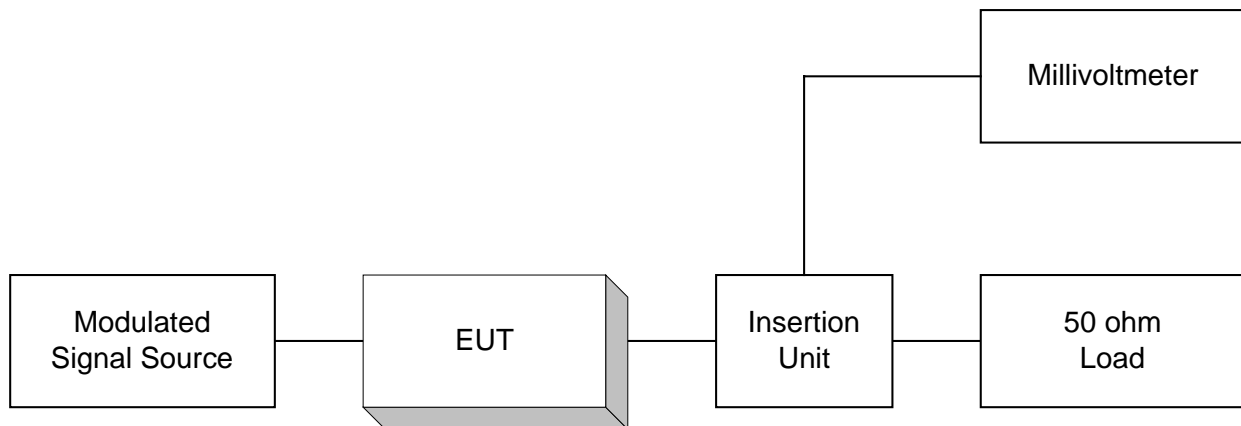 Millivoltmeter
Modulated
Signal Source
EUT
Insertion
Unit
50 ohm
Load